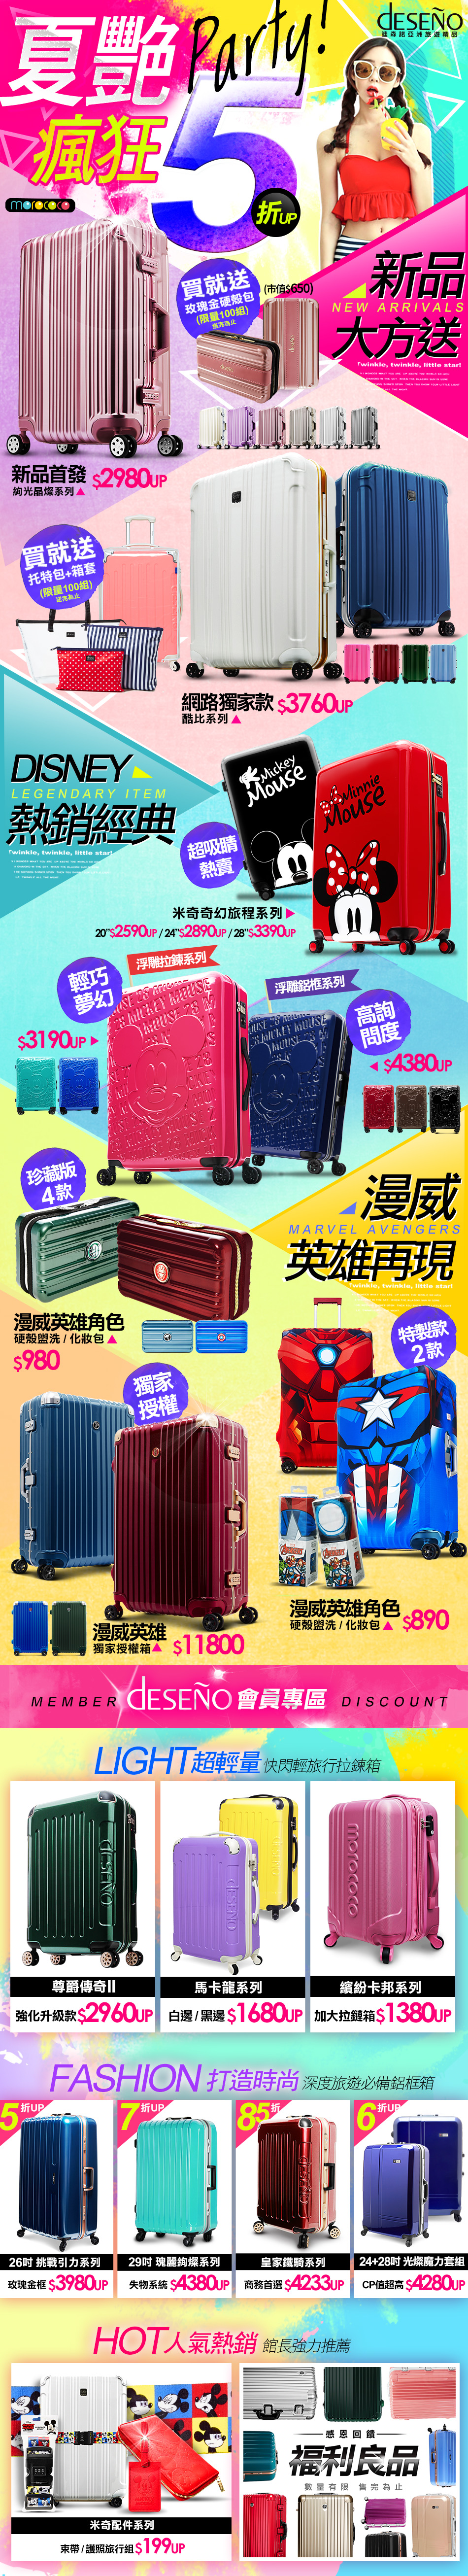 deSEÑO
笛森諾亞洲旅遊精品
夏艷
Party!
瘋狂
5
折UP
morococo
買就送
玫瑰金硬殼包
(限量100組)
送完為止
(市值$650)
新品
NEW ARRIVALS
大方送
Twinkle, twinkle, little star!
新品首發
絢光晶燦系列▲
$2980UP
買就送
托特包+箱套
(限量100組)
送完為止
網路獨家款
酷比系列▲
$3760UP
DISNEY
LEGENDARY ITEM
熱銷經典
Twinkle, twinkle, little star!
Mickey
Mouse
Minnie
Mouse
超吸睛
熱賣
米奇奇幻旅程系列▶
20"$2590UP / 24"$2890UP / 28"$3390UP
浮雕拉鍊系列
輕巧
夢幻
浮雕鋁框系列
高詢
問度
$3190UP▶
◀$4380UP
珍藏版
4款
漫威
MARVEL AVENGERS
英雄再現
Twinkle, twinkle, little star!
漫威英雄角色
硬殼盥洗 / 化妝包▲
$980
特製款
2款
獨家
授權
漫威英雄
獨家授權箱▲
$11800
漫威英雄角色
硬殼盥洗 / 化妝包▲
$890
MEMBER deSEÑO 會員專區 DISCOUNT
LIGHT超輕量 快閃輕旅行拉鍊箱
deSEÑO
morococo
尊爵傳奇II
強化升級款$2960UP
馬卡龍系列
白邊 / 黑邊 $1680UP
繽紛卡邦系列
加大拉鏈箱$1380UP
FASHION 打造時尚 深度旅遊必備鋁框箱
5折UP
7折UP
85折
6折UP
26吋 挑戰引力系列
玫瑰金框 $3980UP
29吋 瑰麗絢燦系列
失物系統 $4380UP
皇家鐵騎系列
商務首選 $4233UP
24+28吋 光燦魔力套組
CP值超高 $4280UP
HOT人氣熱銷 館長強力推薦
米奇配件系列
束帶 / 護照旅行組 $199UP
感恩回饋
福利良品
數量有限 售完為止